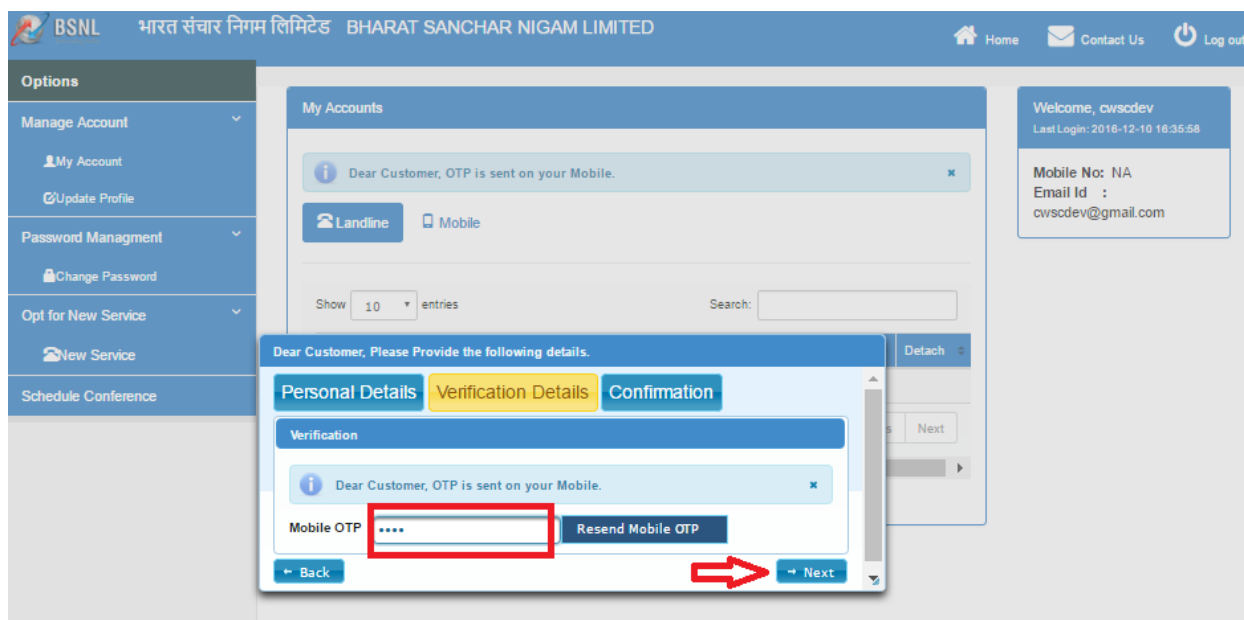 BSNL भारत संचार निगम लिमिटेड BHARAT SANCHAR NIGAM LIMITED
Home Contact Us Log out
Options
Manage Account
My Account
Update Profile
Password Managment
Change Password
Opt for New Service
New Service
Schedule Conference
My Accounts
Dear Customer, OTP is sent on your Mobile.
Landline Mobile
Show 10 entries Search:
Detach
Next
Dear Customer, Please Provide the following details.
Personal Details Verification Details Confirmation
Verification
Dear Customer, OTP is sent on your Mobile.
Mobile OTP •••• Resend Mobile OTP
Back Next
Welcome, cwscdev
Last Login: 2016-12-10 16:35:58
Mobile No: NA
Email Id :
cwscdev@gmail.com